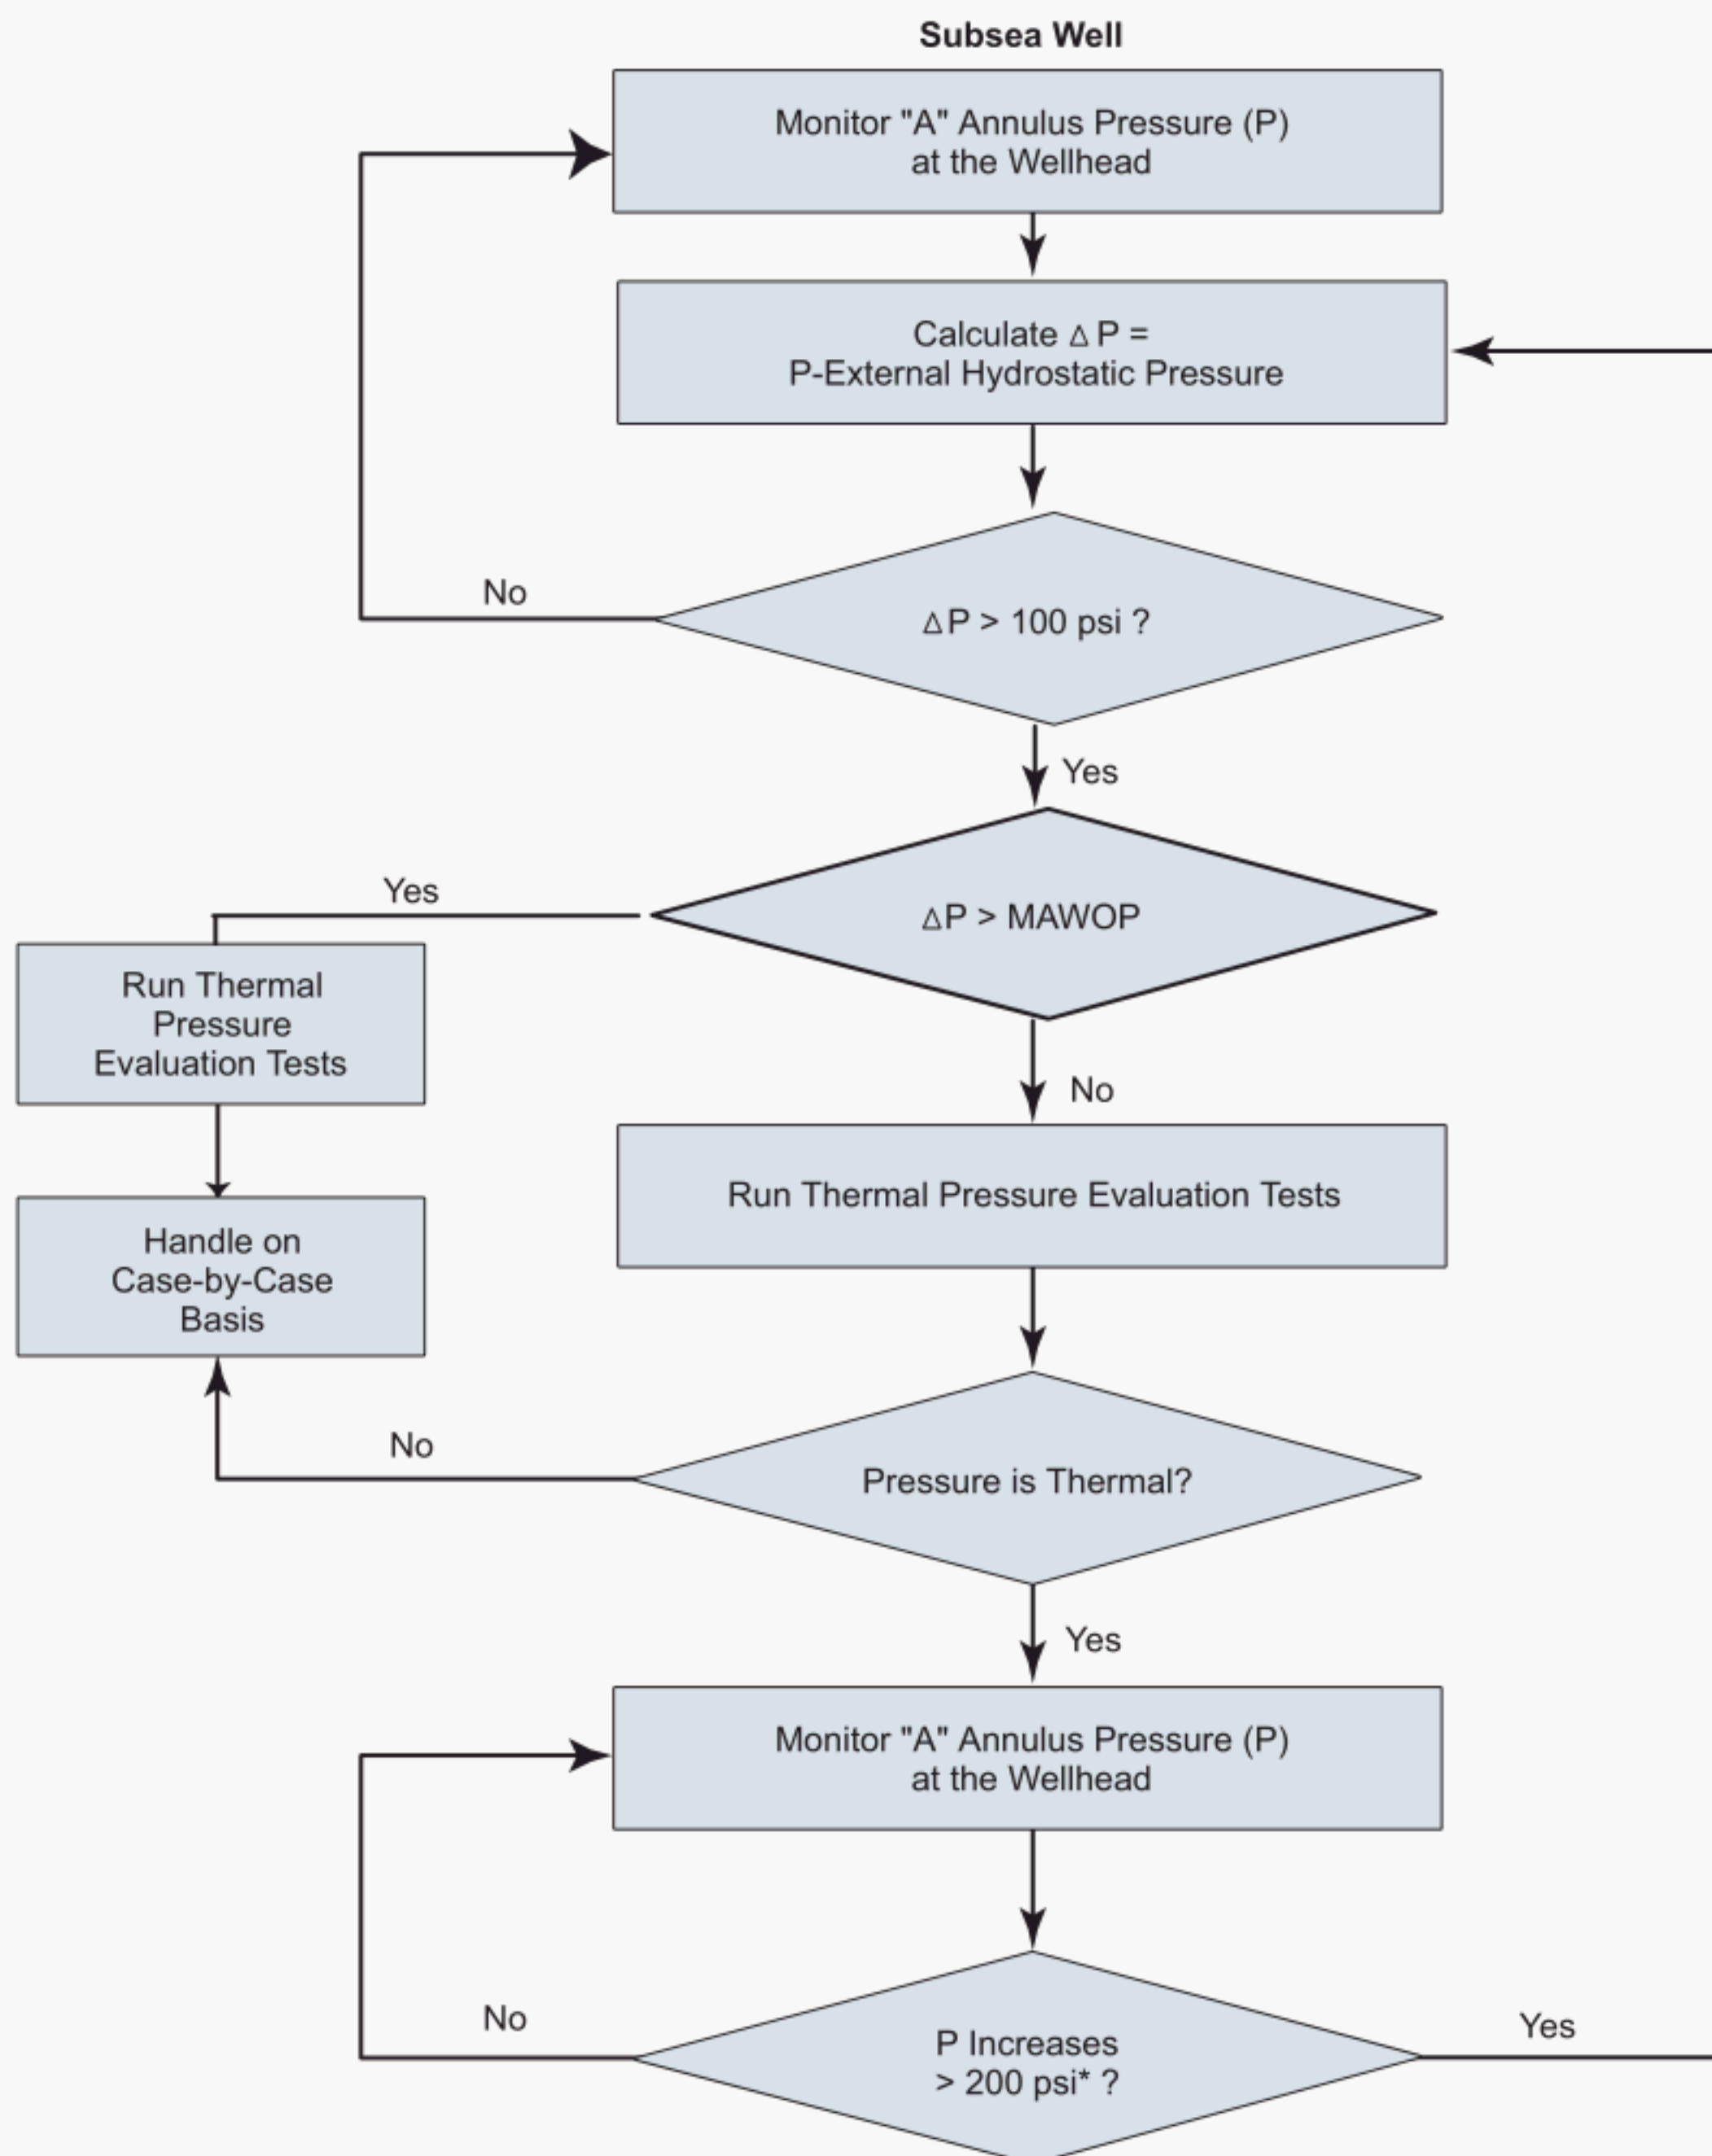 Subsea Well
Monitor "A" Annulus Pressure (P)
at the Wellhead
Calculate Δ P =
P-External Hydrostatic Pressure
No
ΔP > 100 psi ?
Yes
Yes
ΔP > MAWOP
Run Thermal
Pressure
Evaluation Tests
No
Run Thermal Pressure Evaluation Tests
Handle on
Case-by-Case
Basis
No
Pressure is Thermal?
Yes
Monitor "A" Annulus Pressure (P)
at the Wellhead
No
P Increases
> 200 psi* ?
Yes